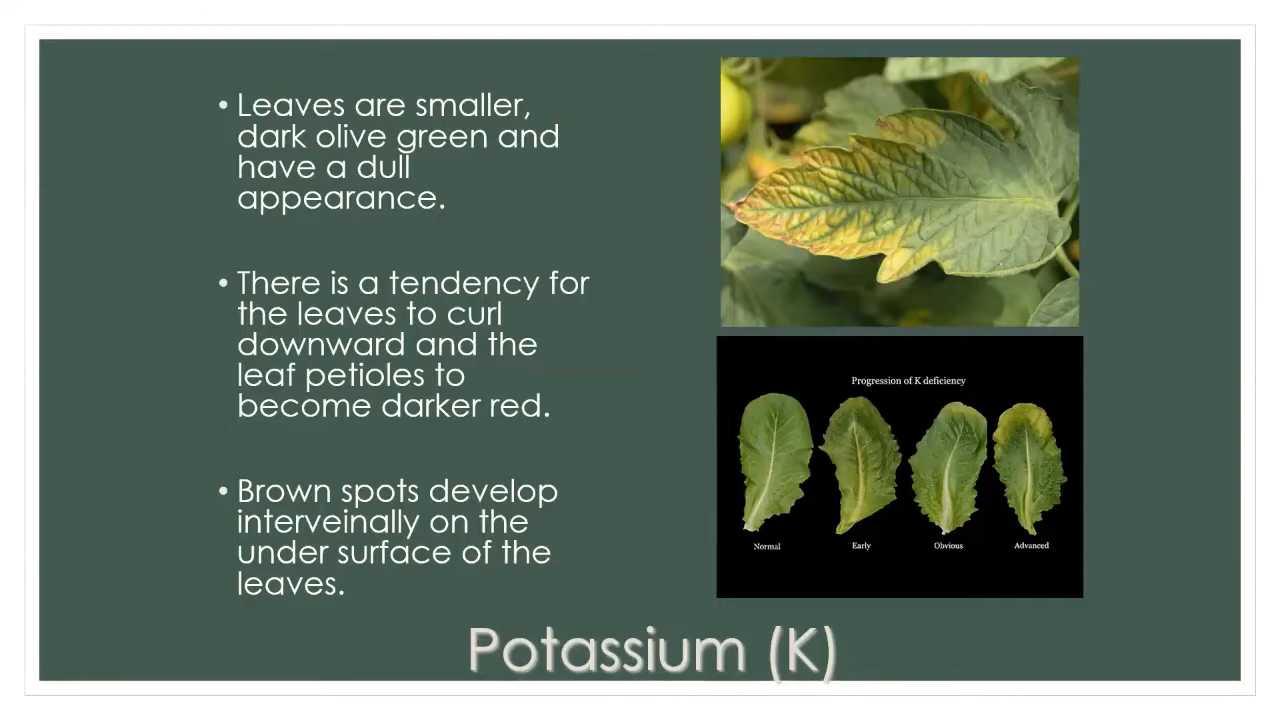 • Leaves are smaller,
dark olive green and
have a dull
appearance.
• There is a tendency for
the leaves to curl
downward and the
leaf petioles to
become darker red.
• Brown spots develop
interveinally on the
under surface of the
leaves.
Progression of K deficiency
Normal Early Obvious Advanced
Potassium (K)